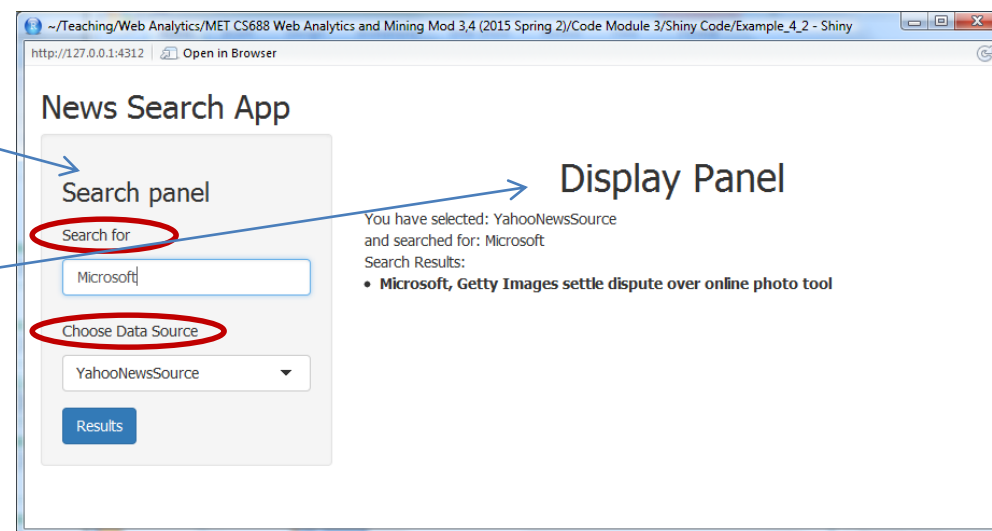 ~/Teaching/Web Analytics/MET CS688 Web Analytics and Mining Mod 3,4 (2015 Spring 2)/Code Module 3/Shiny Code/Example_4_2 - Shiny
http://127.0.0.1:4312 Open in Browser
News Search App
Search panel
Search for
Microsoft
Choose Data Source
YahooNewsSource
Results
Display Panel
You have selected: YahooNewsSource
and searched for: Microsoft
Search Results:
• Microsoft, Getty Images settle dispute over online photo tool